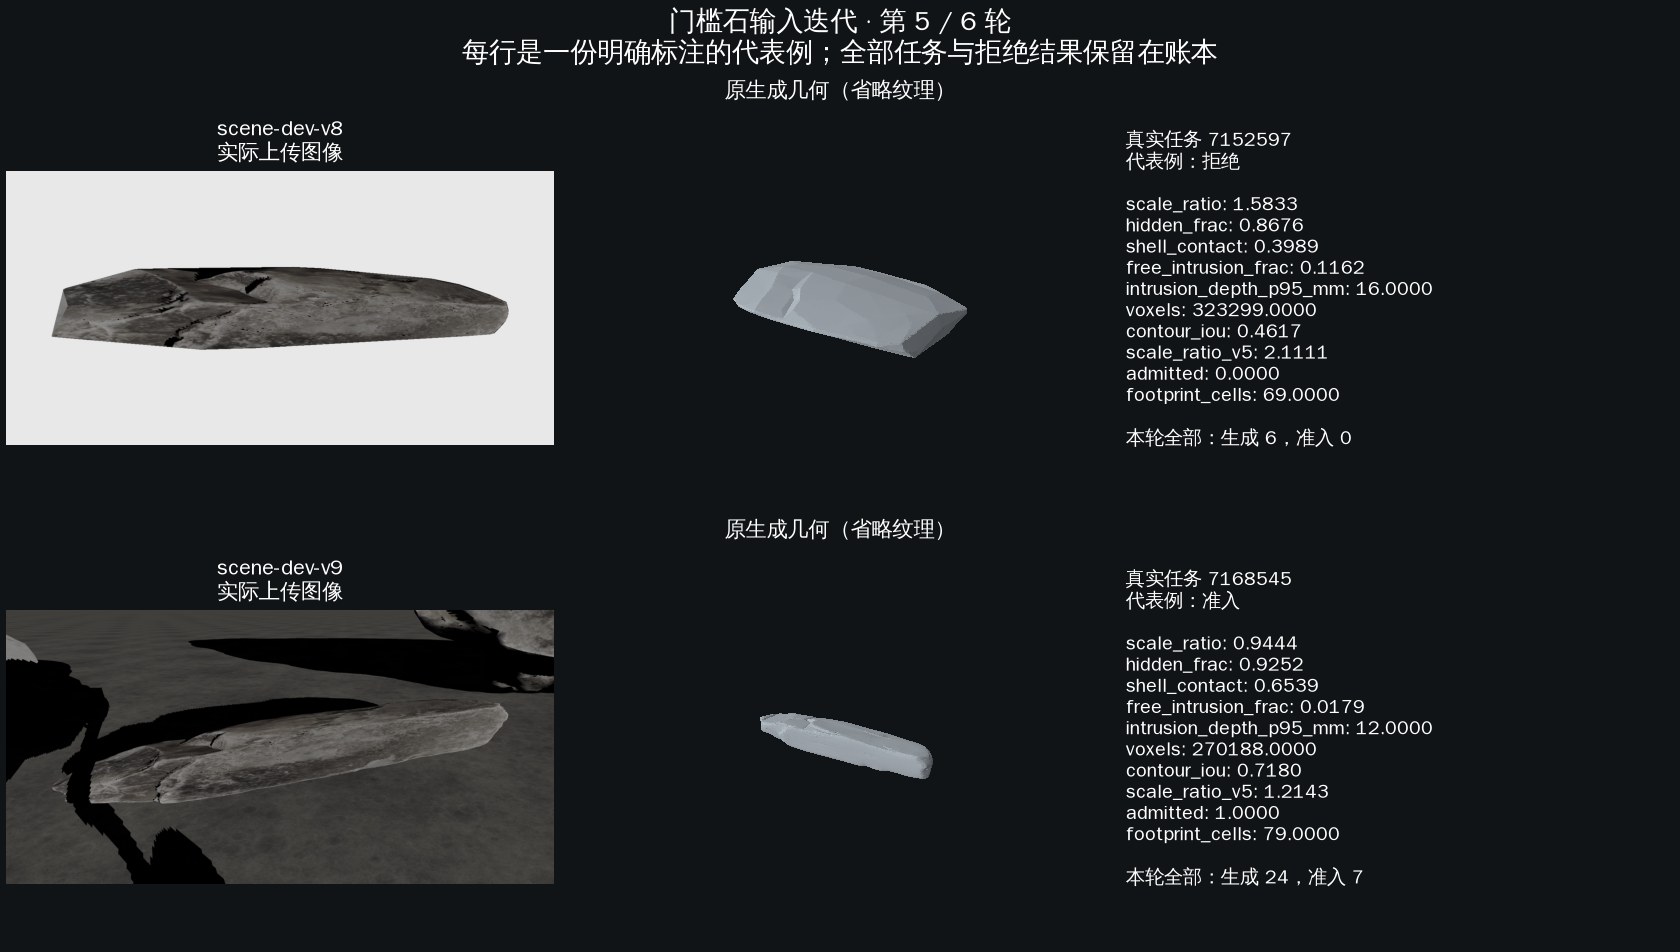 门槛石输入迭代 · 第 5 / 6 轮
每行是一份明确标注的代表例；全部任务与拒绝结果保留在账本
原生成几何（省略纹理）
scene-dev-v8
实际上传图像
真实任务 7152597
代表例：拒绝
scale_ratio: 1.5833
hidden_frac: 0.8676
shell_contact: 0.3989
free_intrusion_frac: 0.1162
intrusion_depth_p95_mm: 16.0000
voxels: 323299.0000
contour_iou: 0.4617
scale_ratio_v5: 2.1111
admitted: 0.0000
footprint_cells: 69.0000
本轮全部：生成 6，准入 0
原生成几何（省略纹理）
scene-dev-v9
实际上传图像
真实任务 7168545
代表例：准入
scale_ratio: 0.9444
hidden_frac: 0.9252
shell_contact: 0.6539
free_intrusion_frac: 0.0179
intrusion_depth_p95_mm: 12.0000
voxels: 270188.0000
contour_iou: 0.7180
scale_ratio_v5: 1.2143
admitted: 1.0000
footprint_cells: 79.0000
本轮全部：生成 24，准入 7